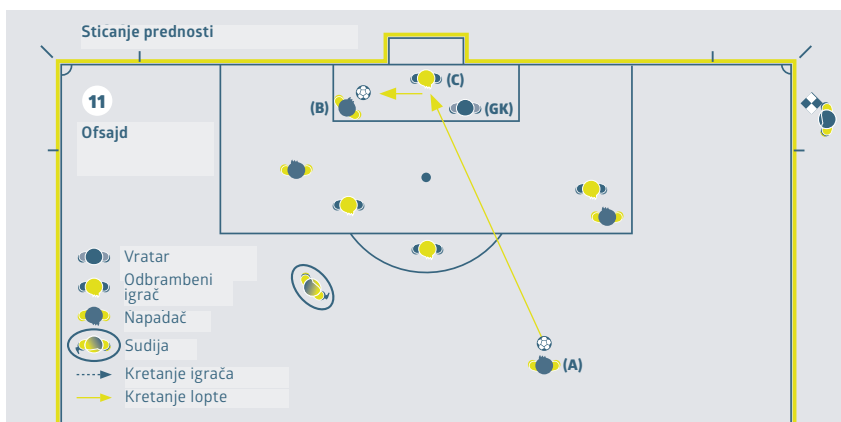 Sticanje prednosti
(C)
11
(B)
(GK)
Ofsajd
Vratar
Odbrambeni
igrač
Napadač
Sudija
(A)
Kretanje igrača
Kretanje lopte